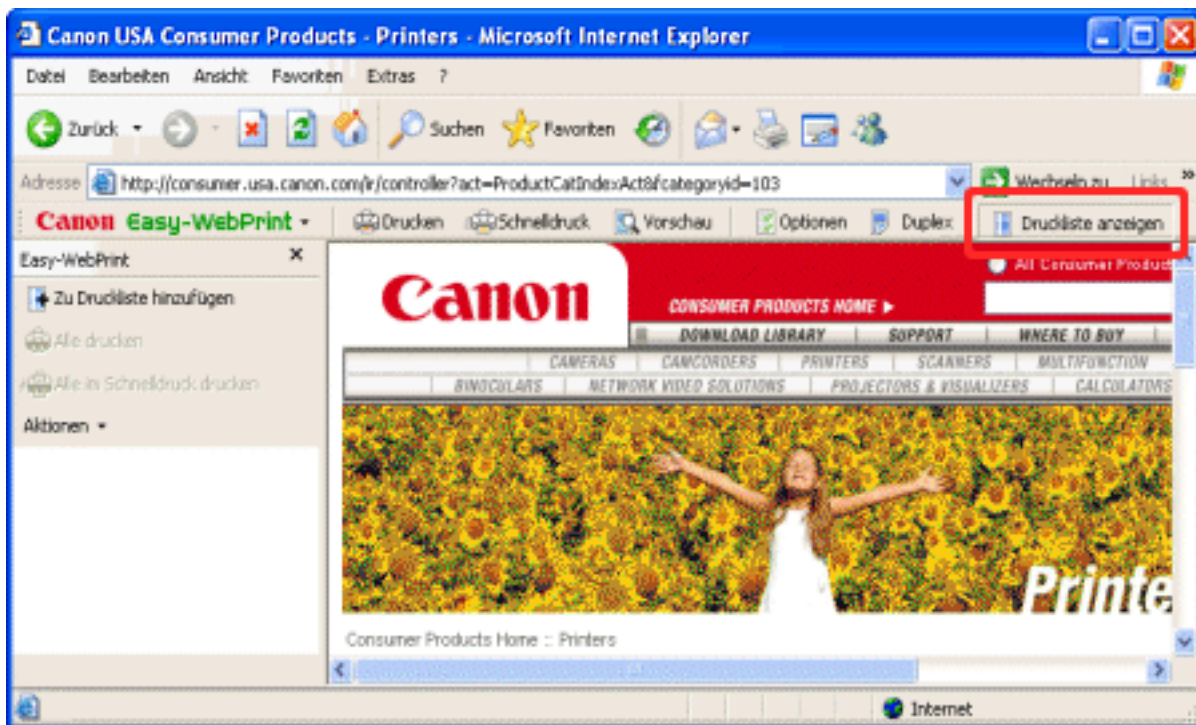 Canon USA Consumer Products - Printers - Microsoft Internet Explorer
Datei Bearbeiten Ansicht Favoriten Extras ?
Zurück Suchen Favoriten
Adresse http://consumer.usa.canon.com/ir/controller?act=ProductCatIndexAct&fcategoryid=103 Wechseln zu Links »
Canon Easy-WebPrint Drucken Schnelldruck Vorschau Optionen Duplex Druckliste anzeigen
Easy-WebPrint x
Zu Druckliste hinzufügen
Alle drucken
Alle in Schnelldruck drucken
Aktionen
All Consumer Product
Canon
CONSUMER PRODUCTS HOME
DOWNLOAD LIBRARY | SUPPORT | WHERE TO BUY |
CAMERAS | CAMCORDERS | PRINTERS | SCANNERS | MULTIFUNCTION
BINOCULARS | NETWORK VIDEO SOLUTIONS | PROJECTORS & VISUALIZERS | CALCULATORS
Printe
Consumer Products Home :: Printers
Internet